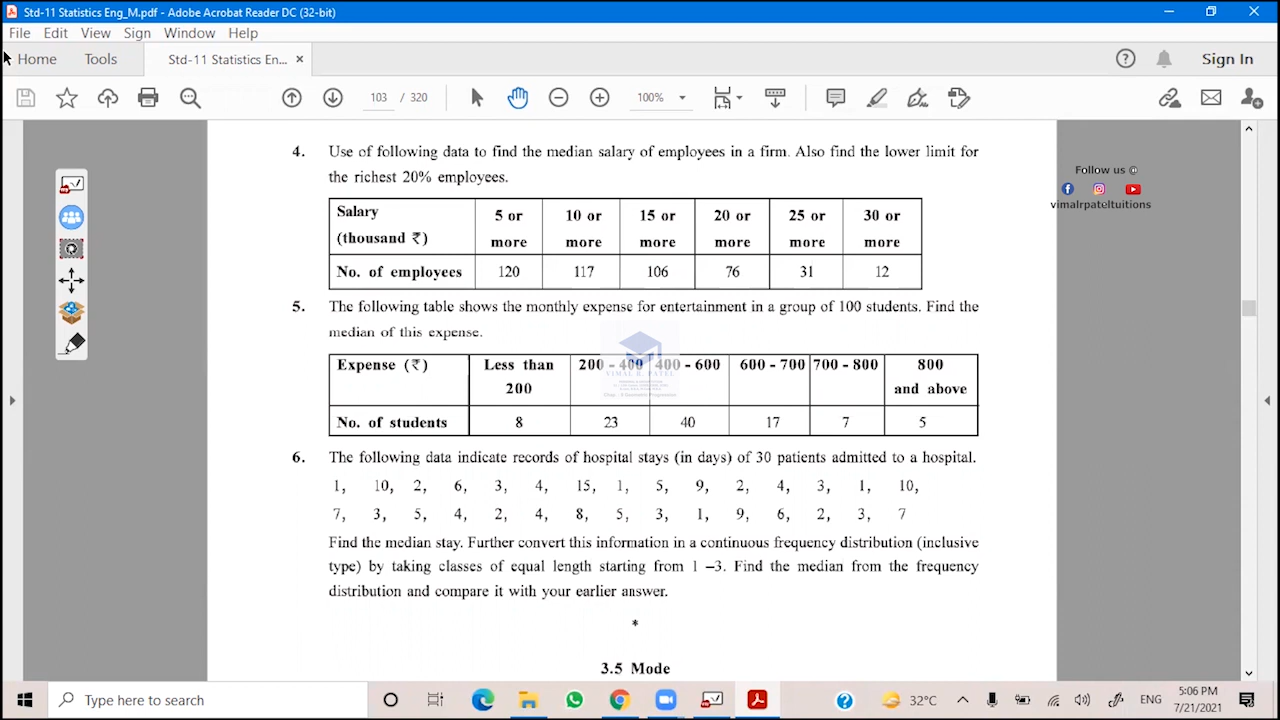 Std-11 Statistics Eng_M.pdf - Adobe Acrobat Reader DC (32-bit)
File Edit View Sign Window Help
Home Tools Std-11 Statistics En... × Sign In
103 / 320 100%
Follow us @
vimalrpateltuitions
4. Use of following data to find the median salary of employees in a firm. Also find the lower limit for
the richest 20% employees.
Salary (thousand ₹) 5 or more 10 or more 15 or more 20 or more 25 or more 30 or more
No. of employees 120 117 106 76 31 12
5. The following table shows the monthly expense for entertainment in a group of 100 students. Find the
median of this expense.
Expense (₹) Less than 200 200 - 400 400 - 600 600 - 700 700 - 800 800 and above
No. of students 8 23 40 17 7 5
VIMAL R. PATEL
6. The following data indicate records of hospital stays (in days) of 30 patients admitted to a hospital.
1, 10, 2, 6, 3, 4, 15, 1, 5, 9, 2, 4, 3, 1, 10,
7, 3, 5, 4, 2, 4, 8, 5, 3, 1, 9, 6, 2, 3, 7
Find the median stay. Further convert this information in a continuous frequency distribution (inclusive
type) by taking classes of equal length starting from 1 –3. Find the median from the frequency
distribution and compare it with your earlier answer.
*
3.5 Mode
Type here to search
32°C ENG 5:06 PM
7/21/2021